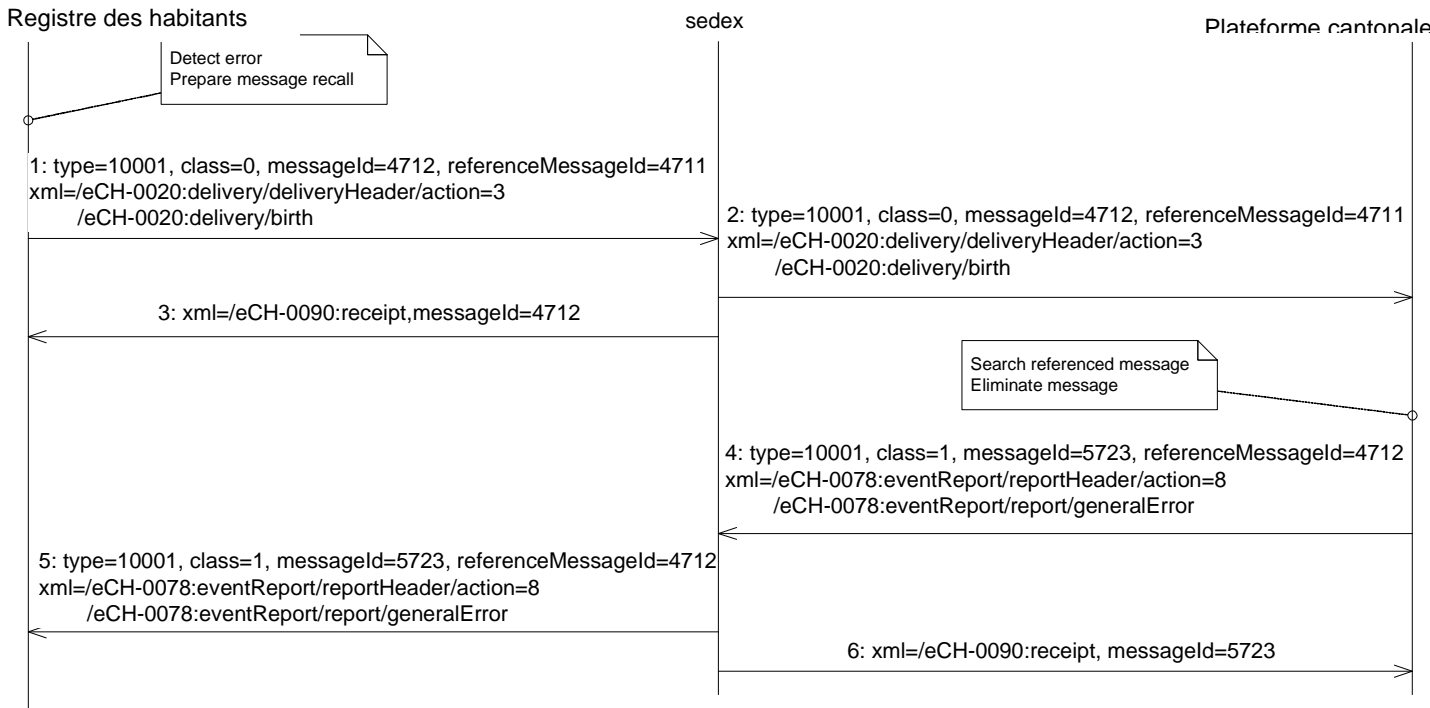 Registre des habitants
sedex
Plateforme cantonale
Detect error
Prepare message recall
1: type=10001, class=0, messageId=4712, referenceMessageId=4711
xml=/eCH-0020:delivery/deliveryHeader/action=3
/eCH-0020:delivery/birth
2: type=10001, class=0, messageId=4712, referenceMessageId=4711
xml=/eCH-0020:delivery/deliveryHeader/action=3
/eCH-0020:delivery/birth
3: xml=/eCH-0090:receipt,messageId=4712
Search referenced message
Eliminate message
4: type=10001, class=1, messageId=5723, referenceMessageId=4712
xml=/eCH-0078:eventReport/reportHeader/action=8
/eCH-0078:eventReport/report/generalError
5: type=10001, class=1, messageId=5723, referenceMessageId=4712
xml=/eCH-0078:eventReport/reportHeader/action=8
/eCH-0078:eventReport/report/generalError
6: xml=/eCH-0090:receipt, messageId=5723